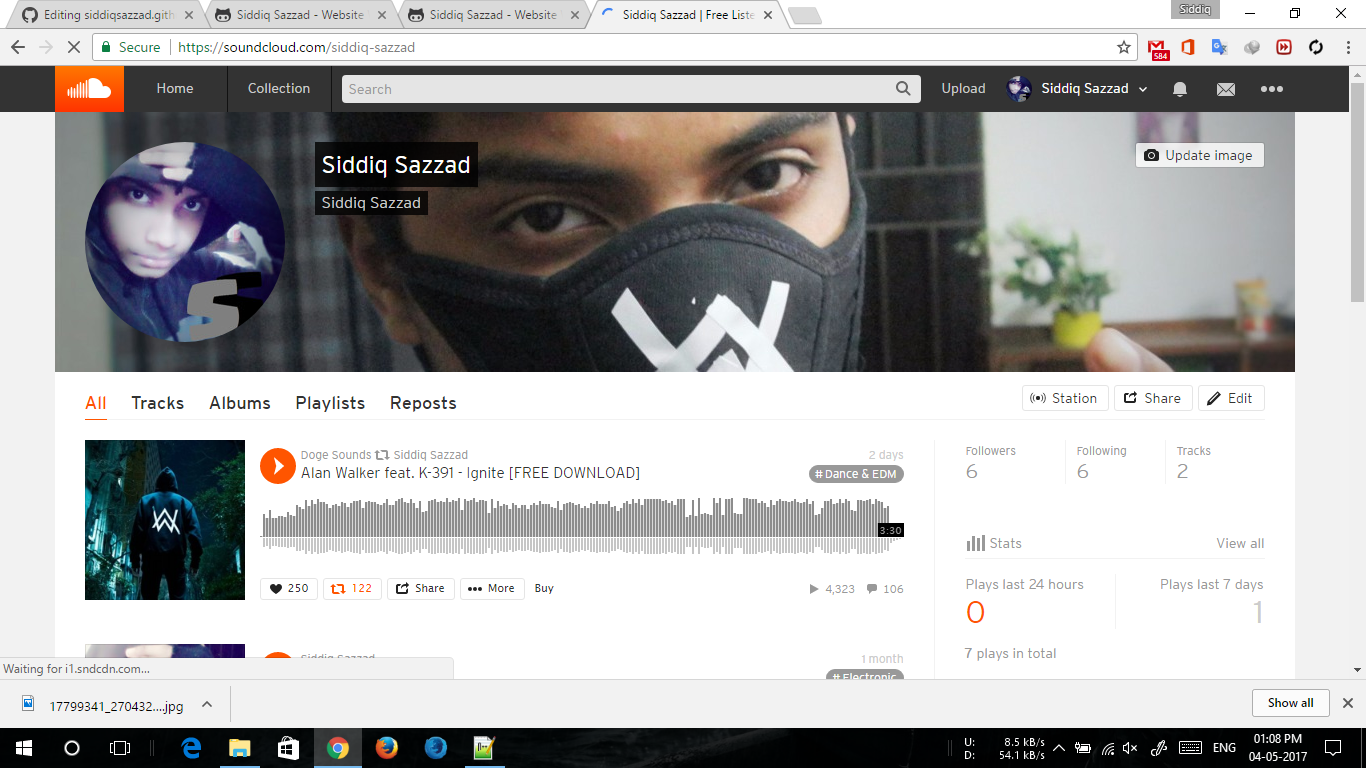 Editing siddiqsazzad.gith
Siddiq Sazzad - Website
Siddiq Sazzad - Website
Siddiq Sazzad | Free Liste
Siddiq
Secure
https://soundcloud.com/siddiq-sazzad
584
Home
Collection
Search
Upload
Siddiq Sazzad
Siddiq Sazzad
Siddiq Sazzad
Update image
S
All
Tracks
Albums
Playlists
Reposts
Station
Share
Edit
Doge Sounds Siddiq Sazzad
2 days
Alan Walker feat. K-391 - Ignite [FREE DOWNLOAD]
# Dance & EDM
3:30
250
122
Share
More
Buy
4,323
106
Followers
Following
Tracks
6
6
2
Stats
View all
Plays last 24 hours
Plays last 7 days
0
1
7 plays in total
Siddiq Sazzad
1 month
# Electronic
Waiting for i1.sndcdn.com...
17799341_270432....jpg
Show all
U: 8.5 kB/s
D: 54.1 kB/s
ENG
01:08 PM
04-05-2017